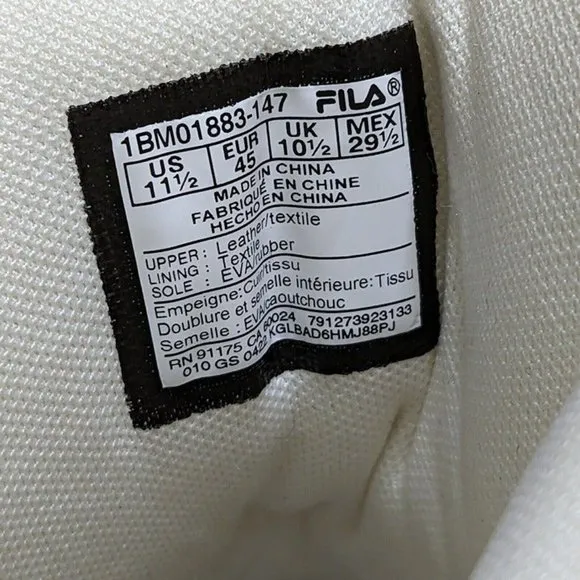 1BM01883-147 FILA®
US 11½ EUR 45 UK 10½ MEX 29½
MADE IN CHINA
FABRIQUÉ EN CHINE
HECHO EN CHINA
UPPER : Leather/textile
LINING : Textile
SOLE : EVA/rubber
Empeigne: Cuir/tissu
Doublure et semelle intérieure: Tissu
Semelle : EVA/caoutchouc
RN 91175 CA 60024 791273923133
010 GS 0422 KGLBAD6HMJ88PJ